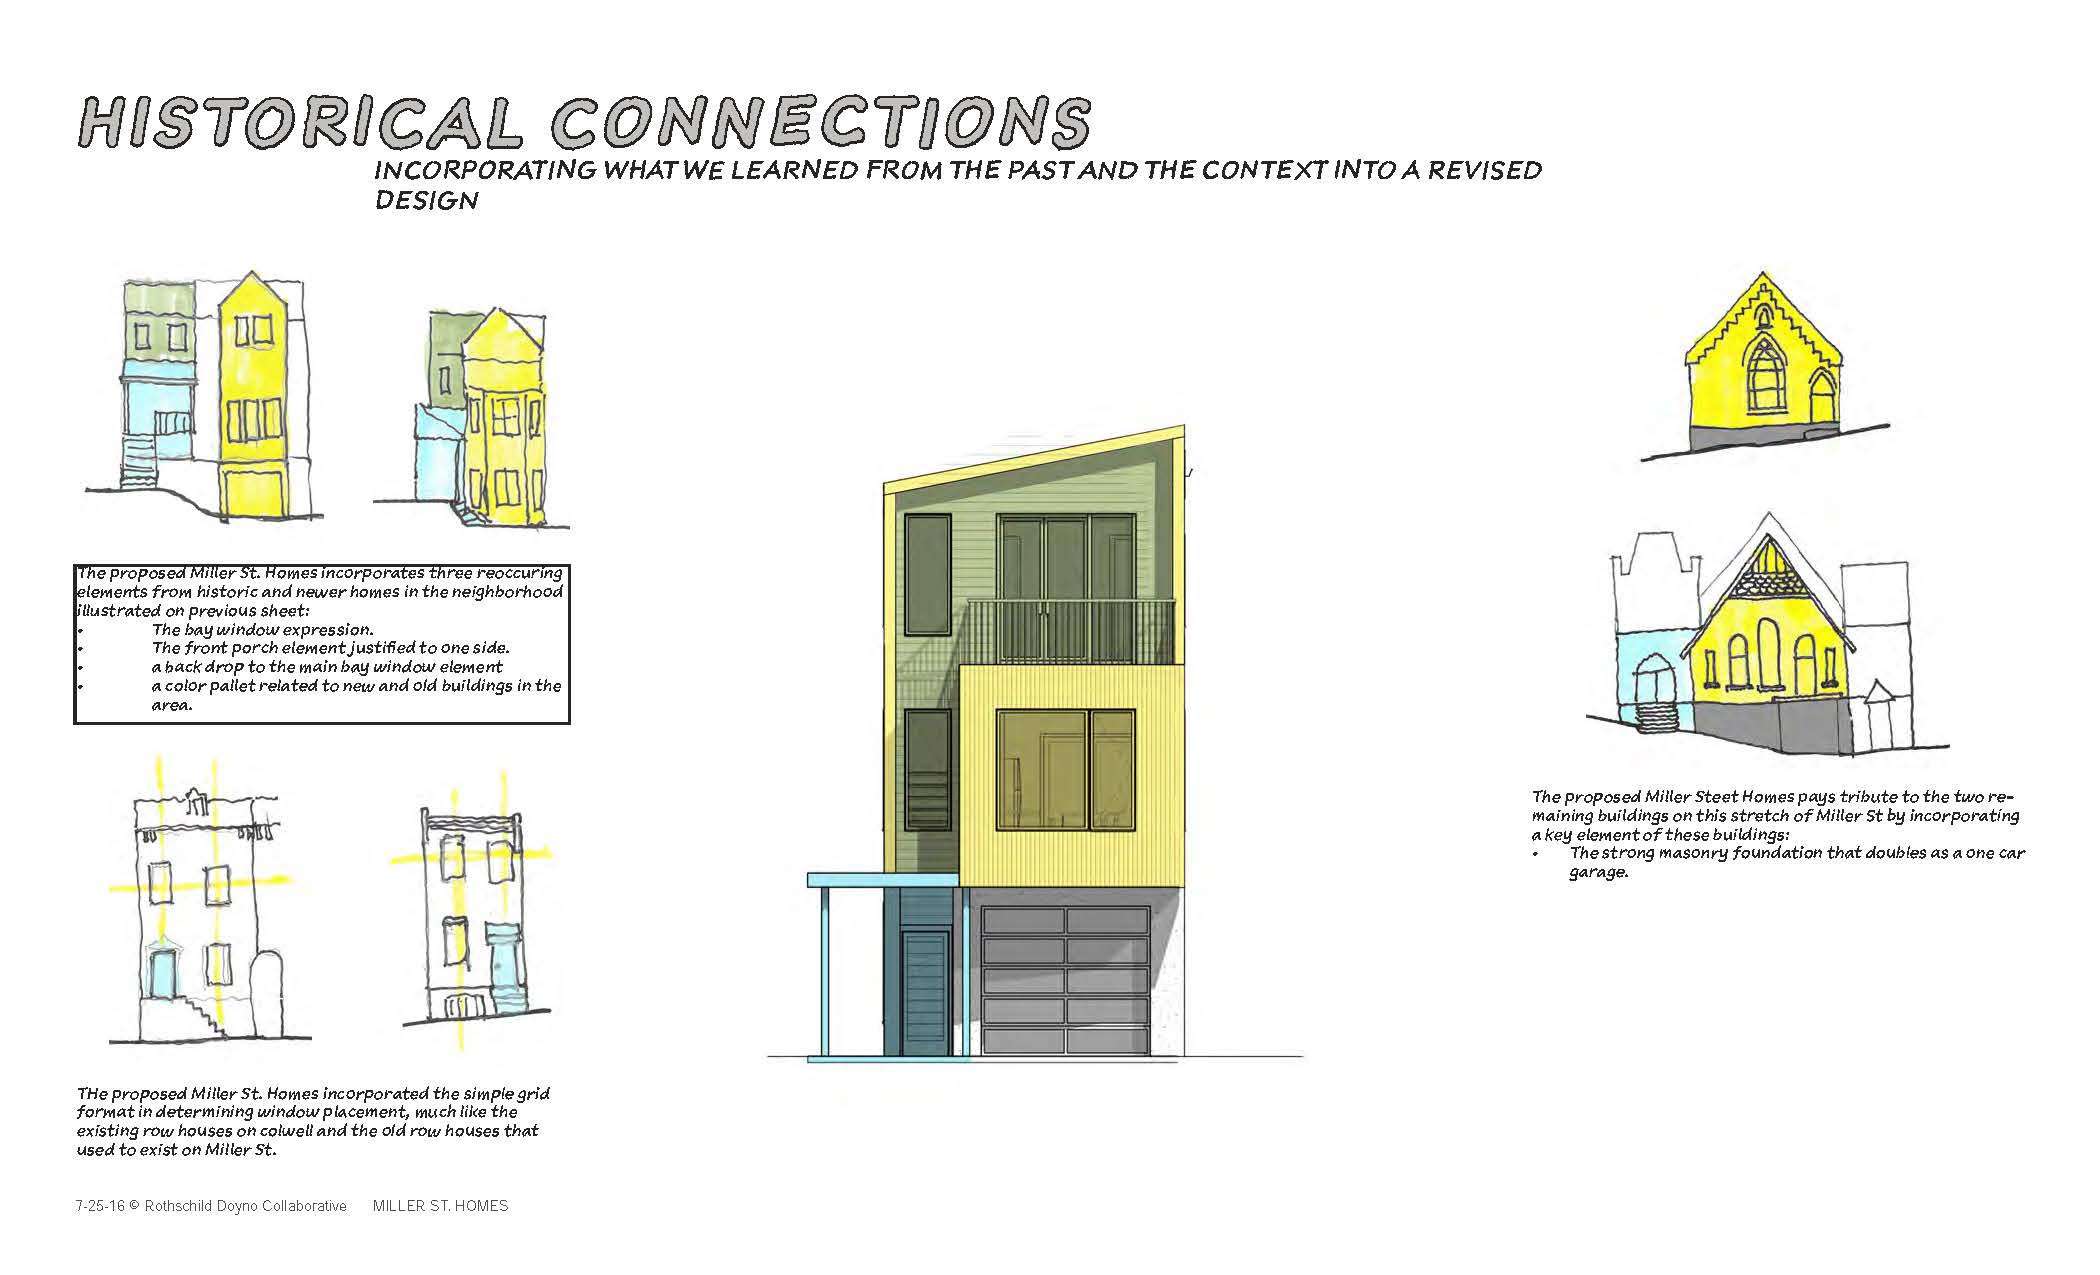 HISTORICAL CONNECTIONS
INCORPORATING WHAT WE LEARNED FROM THE PAST AND THE CONTEXT INTO A REVISED
DESIGN
The proposed Miller St. Homes incorporates three reoccuring
elements from historic and newer homes in the neighborhood
illustrated on previous sheet:
• The bay window expression.
• The front porch element justified to one side.
• a back drop to the main bay window element
• a color pallet related to new and old buildings in the
area.
THe proposed Miller St. Homes incorporated the simple grid
format in determining window placement, much like the
existing row houses on colwell and the old row houses that
used to exist on Miller St.
The proposed Miller Steet Homes pays tribute to the two re-
maining buildings on this stretch of Miller St by incorporating
a key element of these buildings:
• The strong masonry foundation that doubles as a one car
garage.
7-25-16 © Rothschild Doyno Collaborative MILLER ST. HOMES